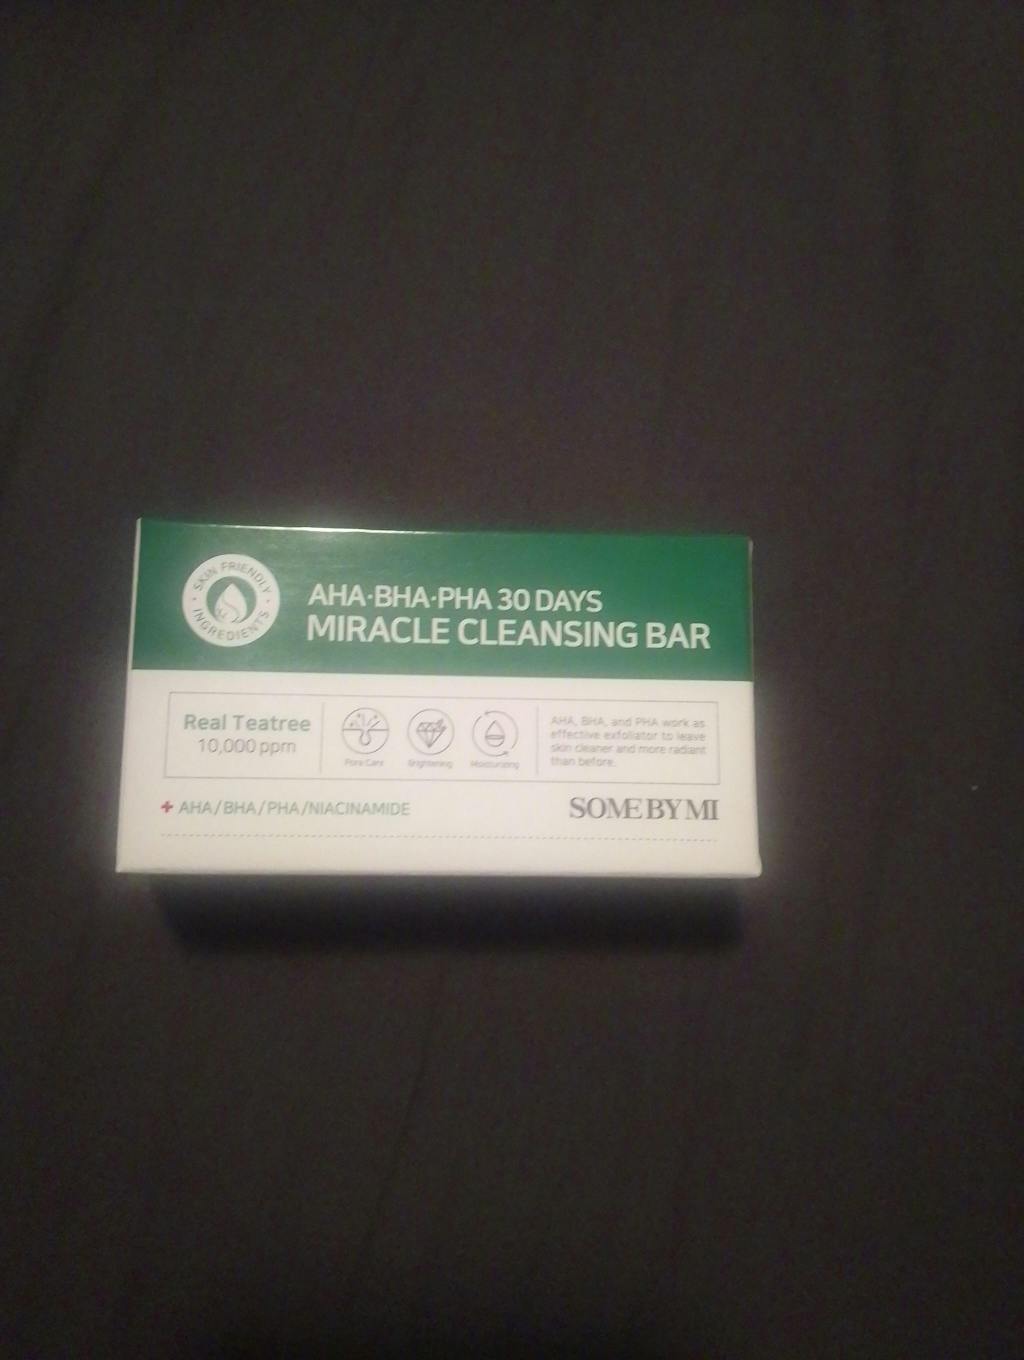 SKIN FRIENDLY
INGREDIENTS
AHA·BHA·PHA 30 DAYS
MIRACLE CLEANSING BAR
Real Teatree
10,000 ppm
Pore Care
Brightening
Moisturizing
AHA, BHA, and PHA work as
effective exfoliator to leave
skin cleaner and more radiant
than before.
+ AHA/BHA/PHA/NIACINAMIDE
SOME BY MI